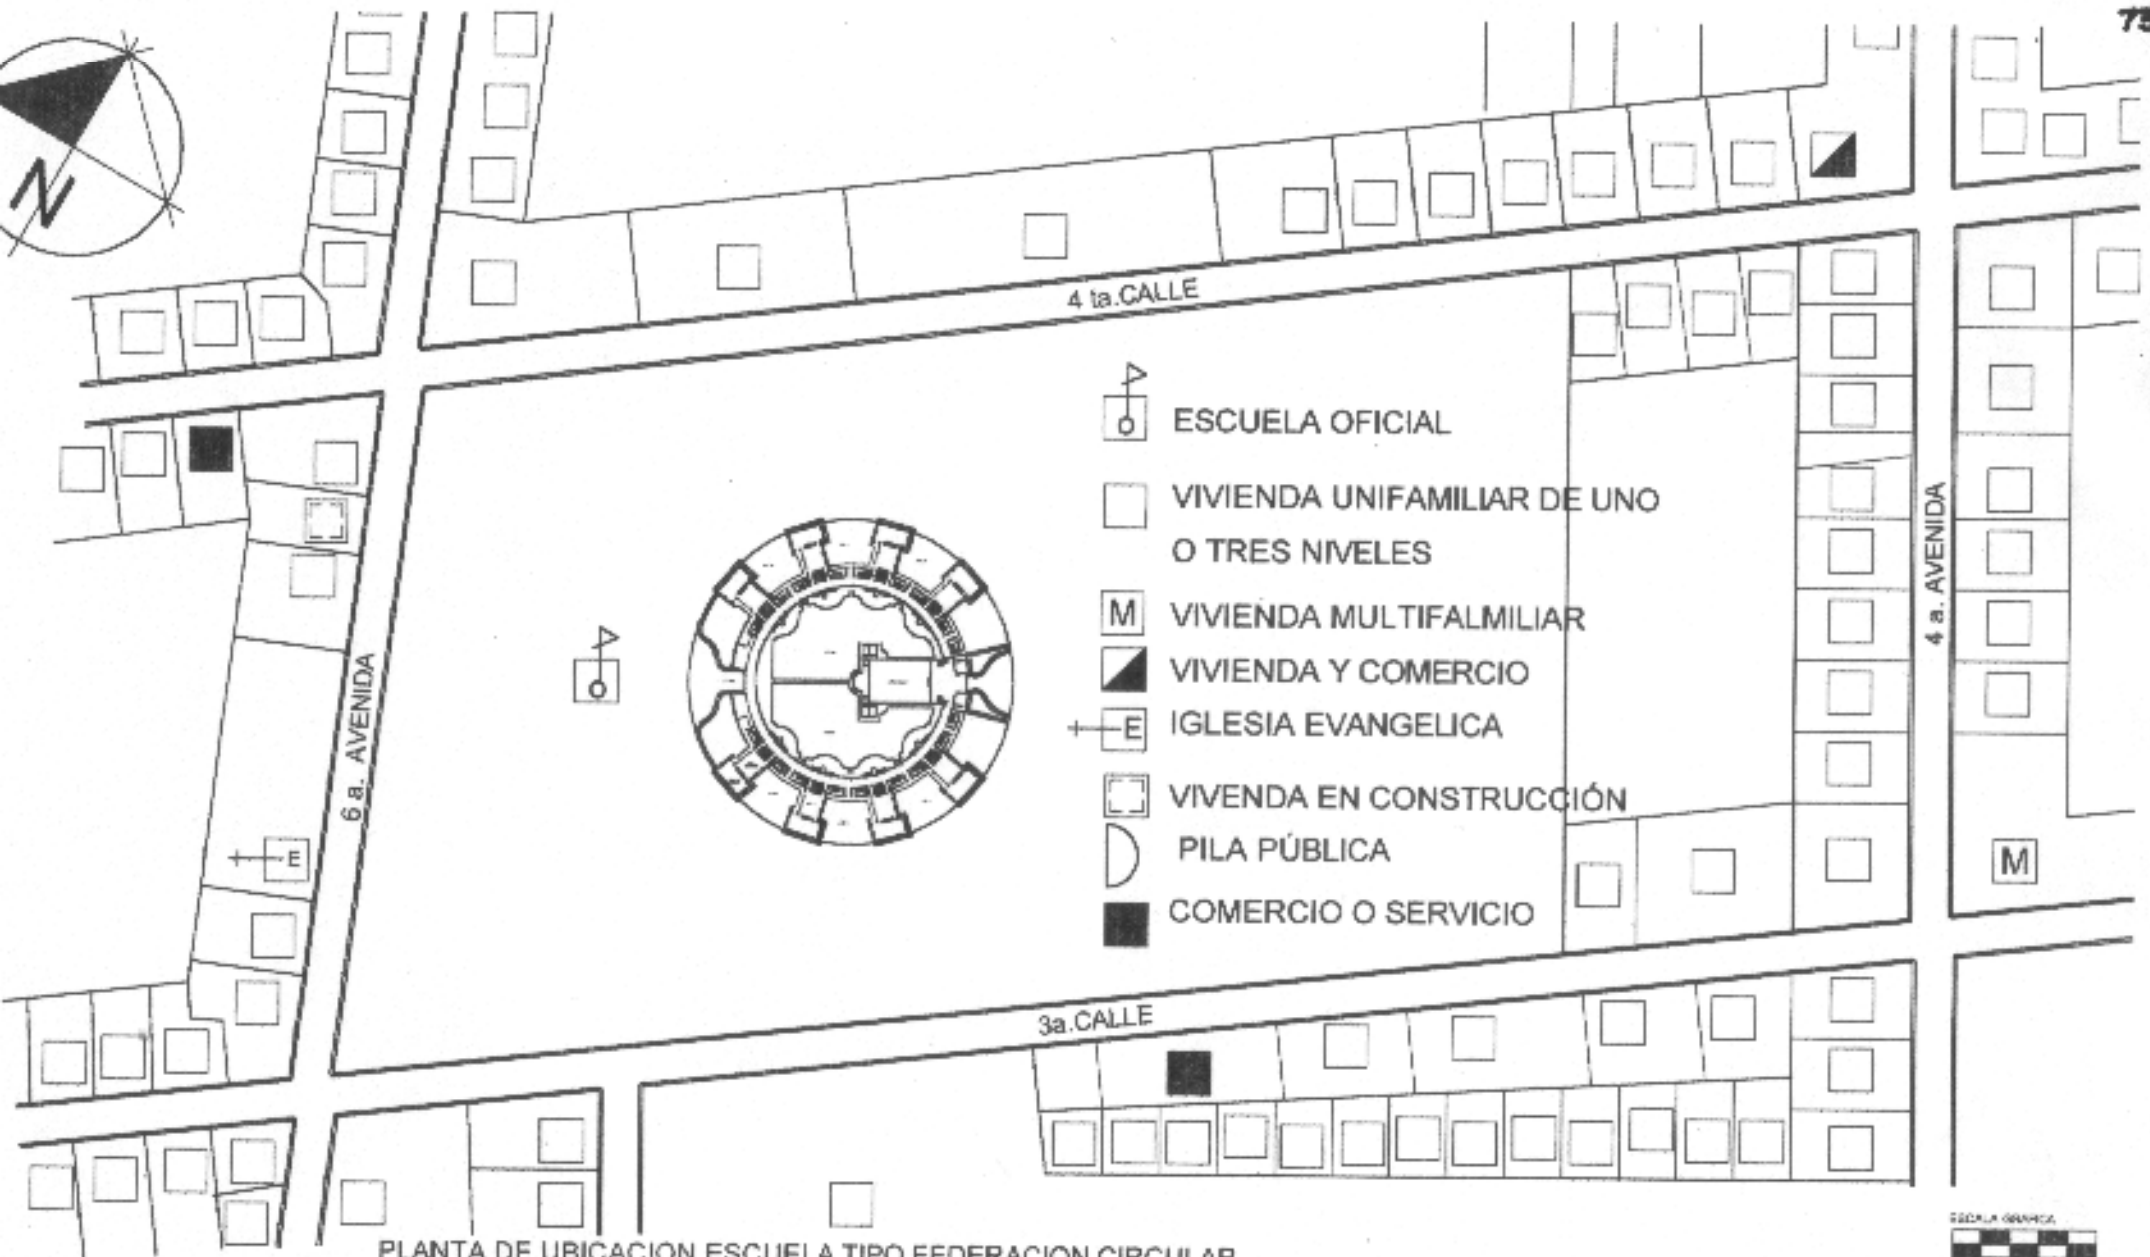 75
N
4 ta.CALLE
ESCUELA OFICIAL
VIVIENDA UNIFAMILIAR DE UNO
O TRES NIVELES
M VIVIENDA MULTIFALMILIAR
VIVIENDA Y COMERCIO
E IGLESIA EVANGELICA
VIVENDA EN CONSTRUCCIÓN
PILA PÚBLICA
COMERCIO O SERVICIO
6 a. AVENIDA
4 a. AVENIDA
E
M
3a.CALLE
ESCALA GRAFICA
PLANTA DE UBICACION ESCUELA TIPO FEDERACION CIRCULAR